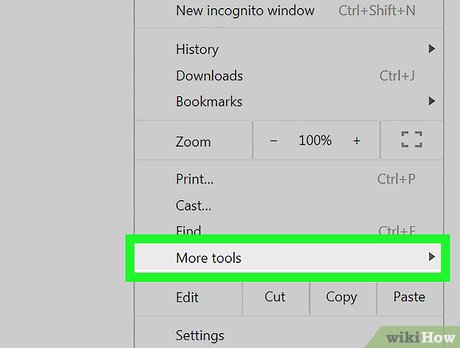 New incognito window Ctrl+Shift+N
History
Downloads Ctrl+J
Bookmarks
Zoom − 100% +
Print... Ctrl+P
Cast...
Find Ctrl+F
More tools
Edit Cut Copy Paste
Settings
wikiHow